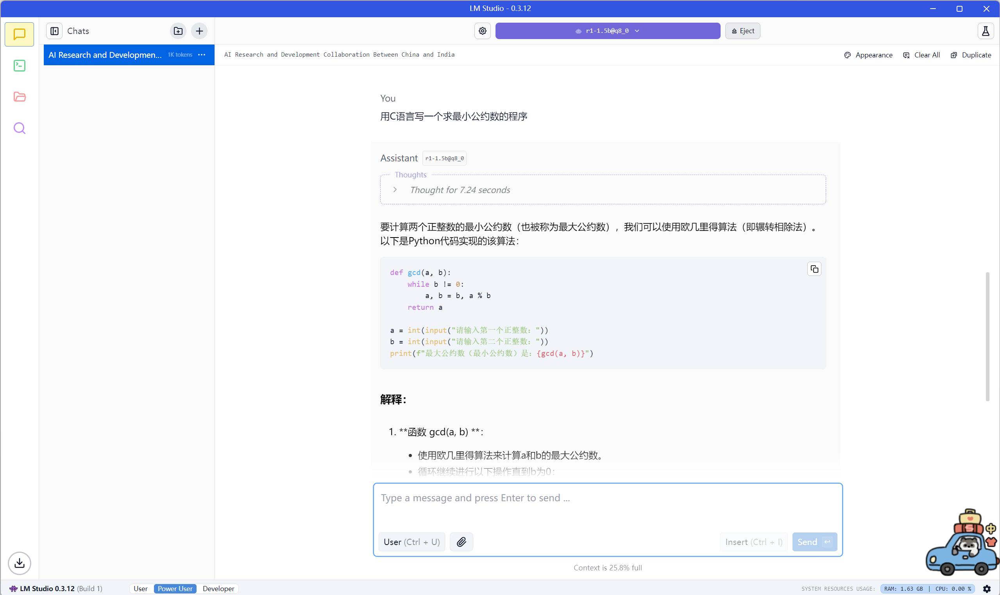 LM Studio - 0.3.12
Chats
r1-1.5b@q8_0
Eject
AI Research and Developmen... 1K tokens
AI Research and Development Collaboration Between China and India
Appearance
Clear All
Duplicate
You
用C语言写一个求最小公约数的程序
Assistant r1-1.5b@q8_0
Thoughts
Thought for 7.24 seconds
要计算两个正整数的最小公约数（也被称为最大公约数），我们可以使用欧几里得算法（即辗转相除法）。
以下是Python代码实现的该算法：
def gcd(a, b):
    while b != 0:
        a, b = b, a % b
    return a
a = int(input("请输入第一个正整数："))
b = int(input("请输入第二个正整数："))
print(f"最大公约数（最小公约数）是：{gcd(a, b)}")
解释：
1. **函数 gcd(a, b) **：
• 使用欧几里得算法来计算a和b的最大公约数。
• 循环继续进行以下操作直到b为0：
Type a message and press Enter to send ...
User (Ctrl + U)
Insert (Ctrl + I)
Send
中
Context is 25.8% full
LM Studio 0.3.12 (Build 1)
User
Power User
Developer
SYSTEM RESOURCES USAGE:
RAM: 1.63 GB | CPU: 0.00 %